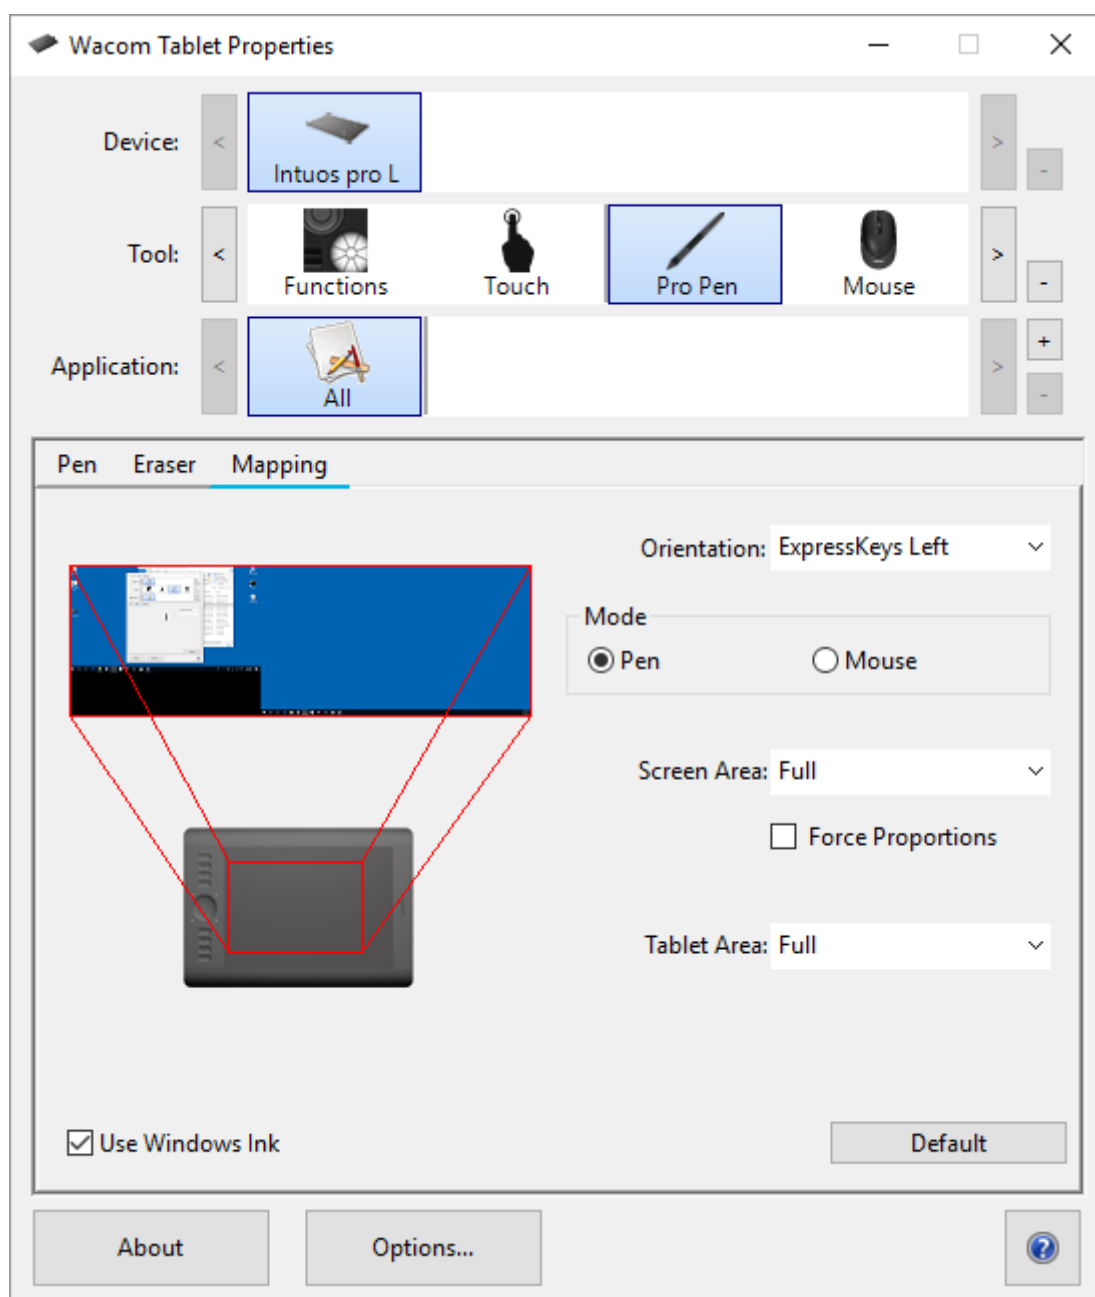 Wacom Tablet Properties
Device:
<
Intuos pro L
>
-
Tool:
<
Functions
Touch
Pro Pen
Mouse
>
-
Application:
<
All
>
+
-
Pen Eraser Mapping
Orientation: ExpressKeys Left
Mode
Pen Mouse
Screen Area: Full
Force Proportions
Tablet Area: Full
Use Windows Ink
Default
About
Options...
?